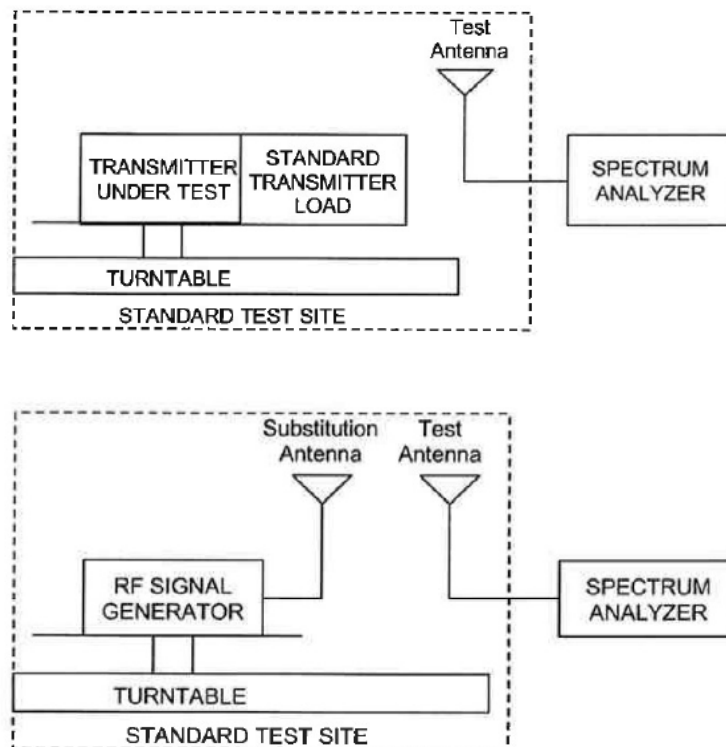 Test
Antenna
TRANSMITTER
UNDER TEST
STANDARD
TRANSMITTER
LOAD
SPECTRUM
ANALYZER
TURNTABLE
STANDARD TEST SITE
Substitution
Antenna
Test
Antenna
RF SIGNAL
GENERATOR
SPECTRUM
ANALYZER
TURNTABLE
STANDARD TEST SITE